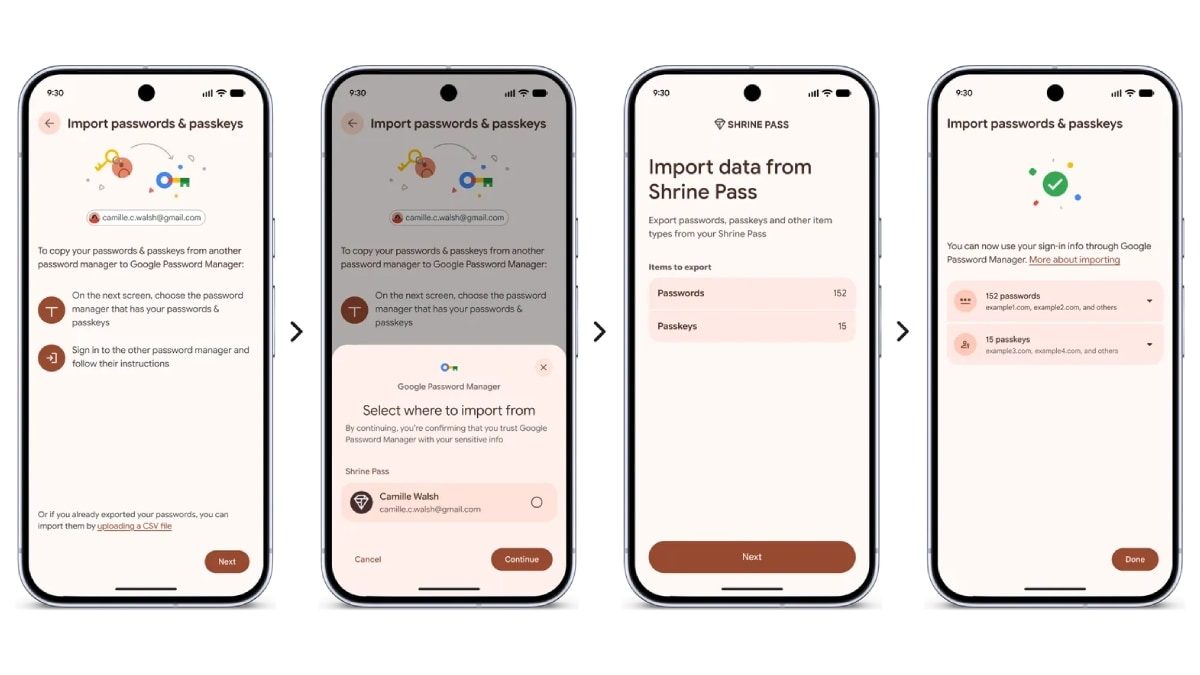 9:30
Import passwords & passkeys
camille.c.walsh@gmail.com
To copy your passwords & passkeys from another
password manager to Google Password Manager:
On the next screen, choose the password
manager that has your passwords &
passkeys
Sign in to the other password manager and
follow their instructions
Or if you already exported your passwords, you can
import them by uploading a CSV file
Next
9:30
Import passwords & passkeys
camille.c.walsh@gmail.com
To copy your passwords & passkeys from another
password manager to Google Password Manager:
On the next screen, choose the password
manager that has your passwords &
passkeys
Google Password Manager
Select where to import from
By continuing, you're confirming that you trust Google
Password Manager with your sensitive info
Shrine Pass
Camille Walsh
camille.c.walsh@gmail.com
Cancel
Continue
9:30
SHRINE PASS
Import data from
Shrine Pass
Export passwords, passkeys and other item
types from your Shrine Pass
Items to export
Passwords 152
Passkeys 15
Next
9:30
Import passwords & passkeys
You can now use your sign-in info through Google
Password Manager. More about importing
152 passwords
example1.com, example2.com, and others
15 passkeys
example3.com, example4.com, and others
Done